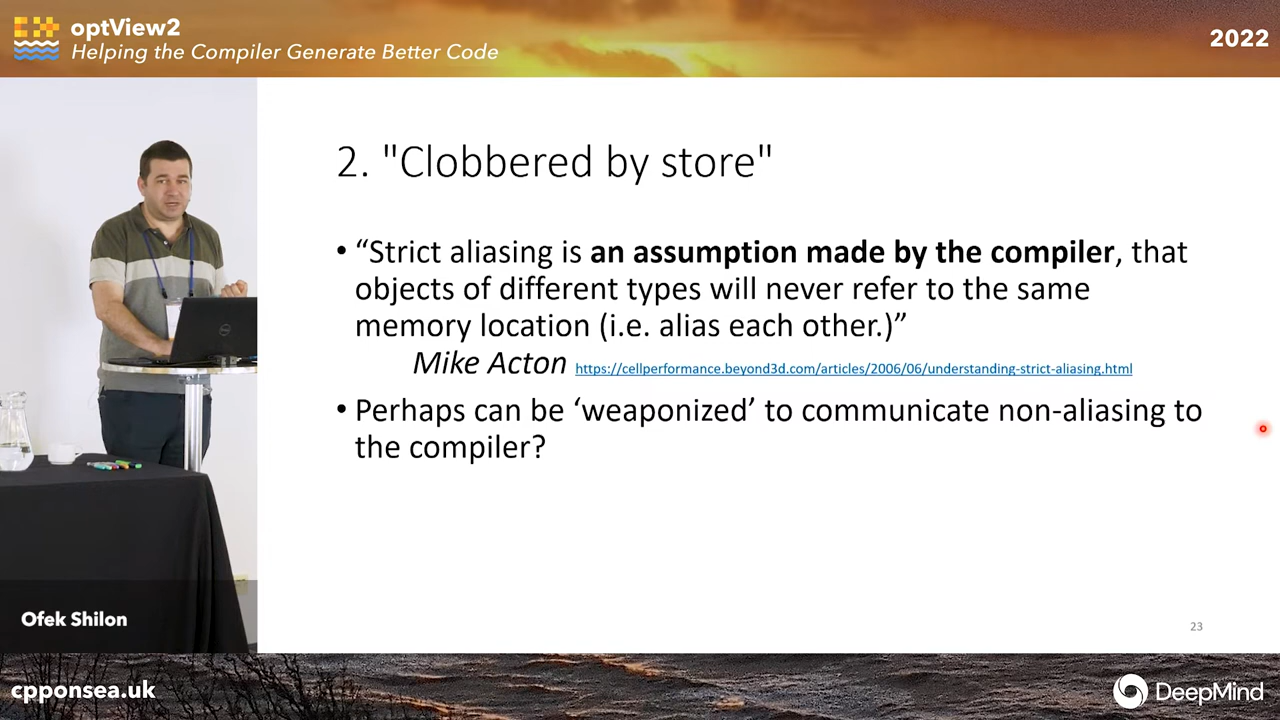 optView2
Helping the Compiler Generate Better Code
2022
2. "Clobbered by store"
• “Strict aliasing is an assumption made by the compiler, that
objects of different types will never refer to the same
memory location (i.e. alias each other.)”
Mike Acton https://cellperformance.beyond3d.com/articles/2006/06/understanding-strict-aliasing.html
• Perhaps can be ‘weaponized’ to communicate non-aliasing to
the compiler?
Ofek Shilon
23
cpponsea.uk
DeepMind